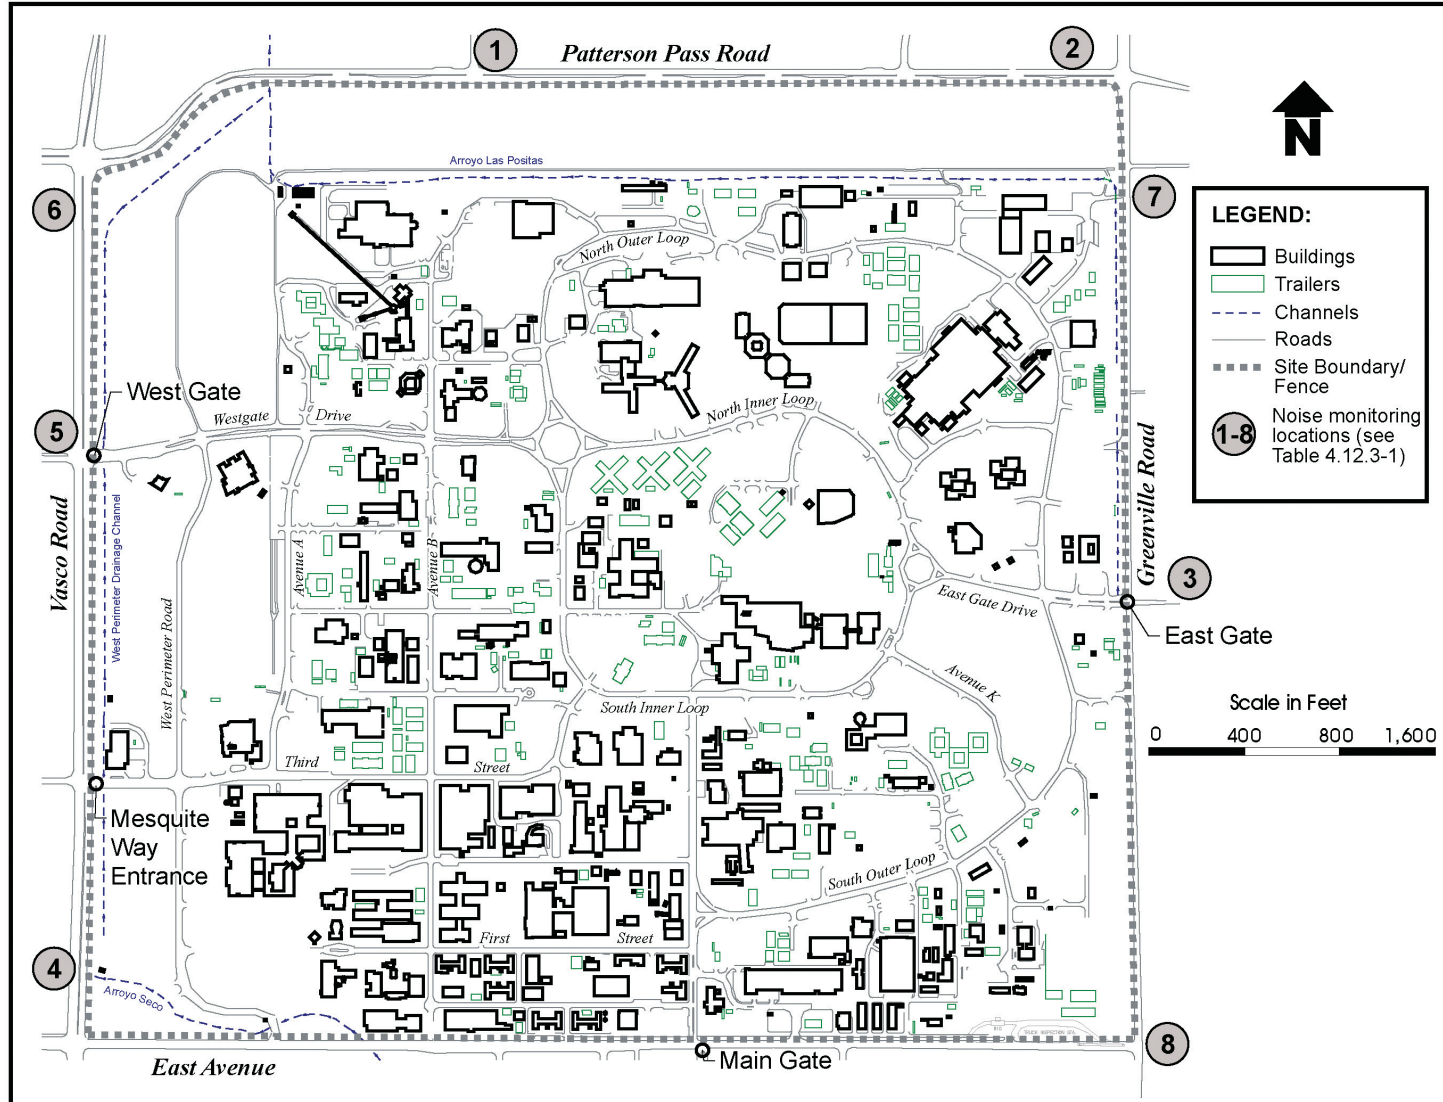 1
Patterson Pass Road
2
N
Arroyo Las Positas
6
7
LEGEND:
Buildings
Trailers
Channels
Roads
Site Boundary/
Fence
1-8
Noise monitoring
locations (see
Table 4.12.3-1)
North Outer Loop
West Gate
Westgate Drive
North Inner Loop
5
Vasco Road
West Perimeter Drainage Channel
West Perimeter Road
Avenue A
Avenue B
Greenville Road
3
East Gate Drive
East Gate
Avenue K
South Inner Loop
Scale in Feet
0 400 800 1,600
Third Street
Mesquite
Way
Entrance
South Outer Loop
First Street
4
Arroyo Seco
8
East Avenue
Main Gate